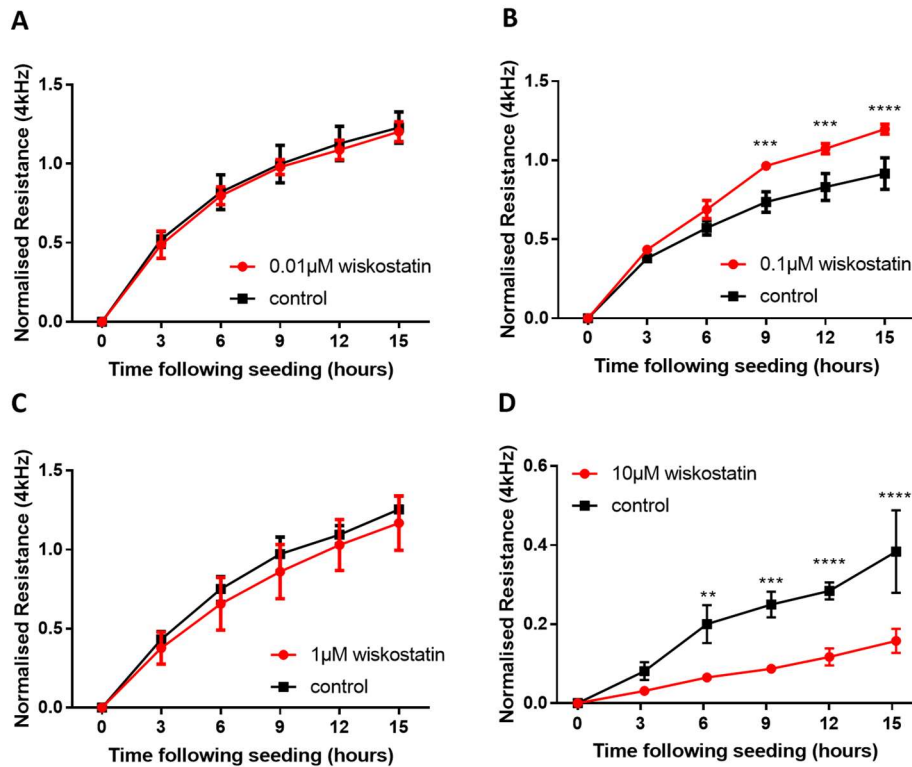 A
Normalised Resistance (4kHz)
1.5
1.0
0.5
0.0
0.01µM wiskostatin
control
0 3 6 9 12 15
Time following seeding (hours)
B
Normalised Resistance (4kHz)
1.5
1.0
0.5
0.0
*** *** ****
0.1µM wiskostatin
control
0 3 6 9 12 15
Time following seeding (hours)
C
Normalised Resistance (4kHz)
1.5
1.0
0.5
0.0
1µM wiskostatin
control
0 3 6 9 12 15
Time following seeding (hours)
D
Normalised Resistance (4kHz)
0.6
0.4
0.2
0.0
10µM wiskostatin
control
** *** **** ****
0 3 6 9 12 15
Time following seeding (hours)